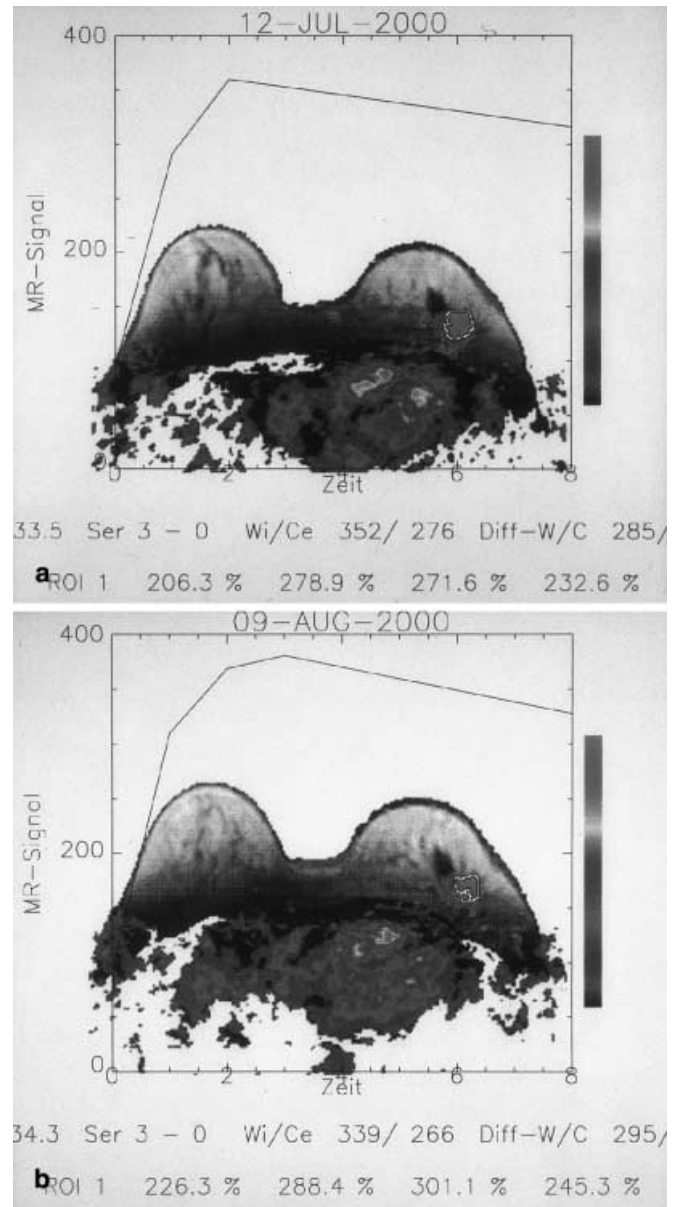 12-JUL-2000
400
200
0
MR-Signal
0 2 4 6 8
Zeit
33.5 Ser 3 - 0 Wi/Ce 352/ 276 Diff-W/C 285/
a ROI 1 206.3 % 278.9 % 271.6 % 232.6 %
09-AUG-2000
400
200
0
MR-Signal
0 2 4 6 8
Zeit
34.3 Ser 3 - 0 Wi/Ce 339/ 266 Diff-W/C 295/
b ROI 1 226.3 % 288.4 % 301.1 % 245.3 %